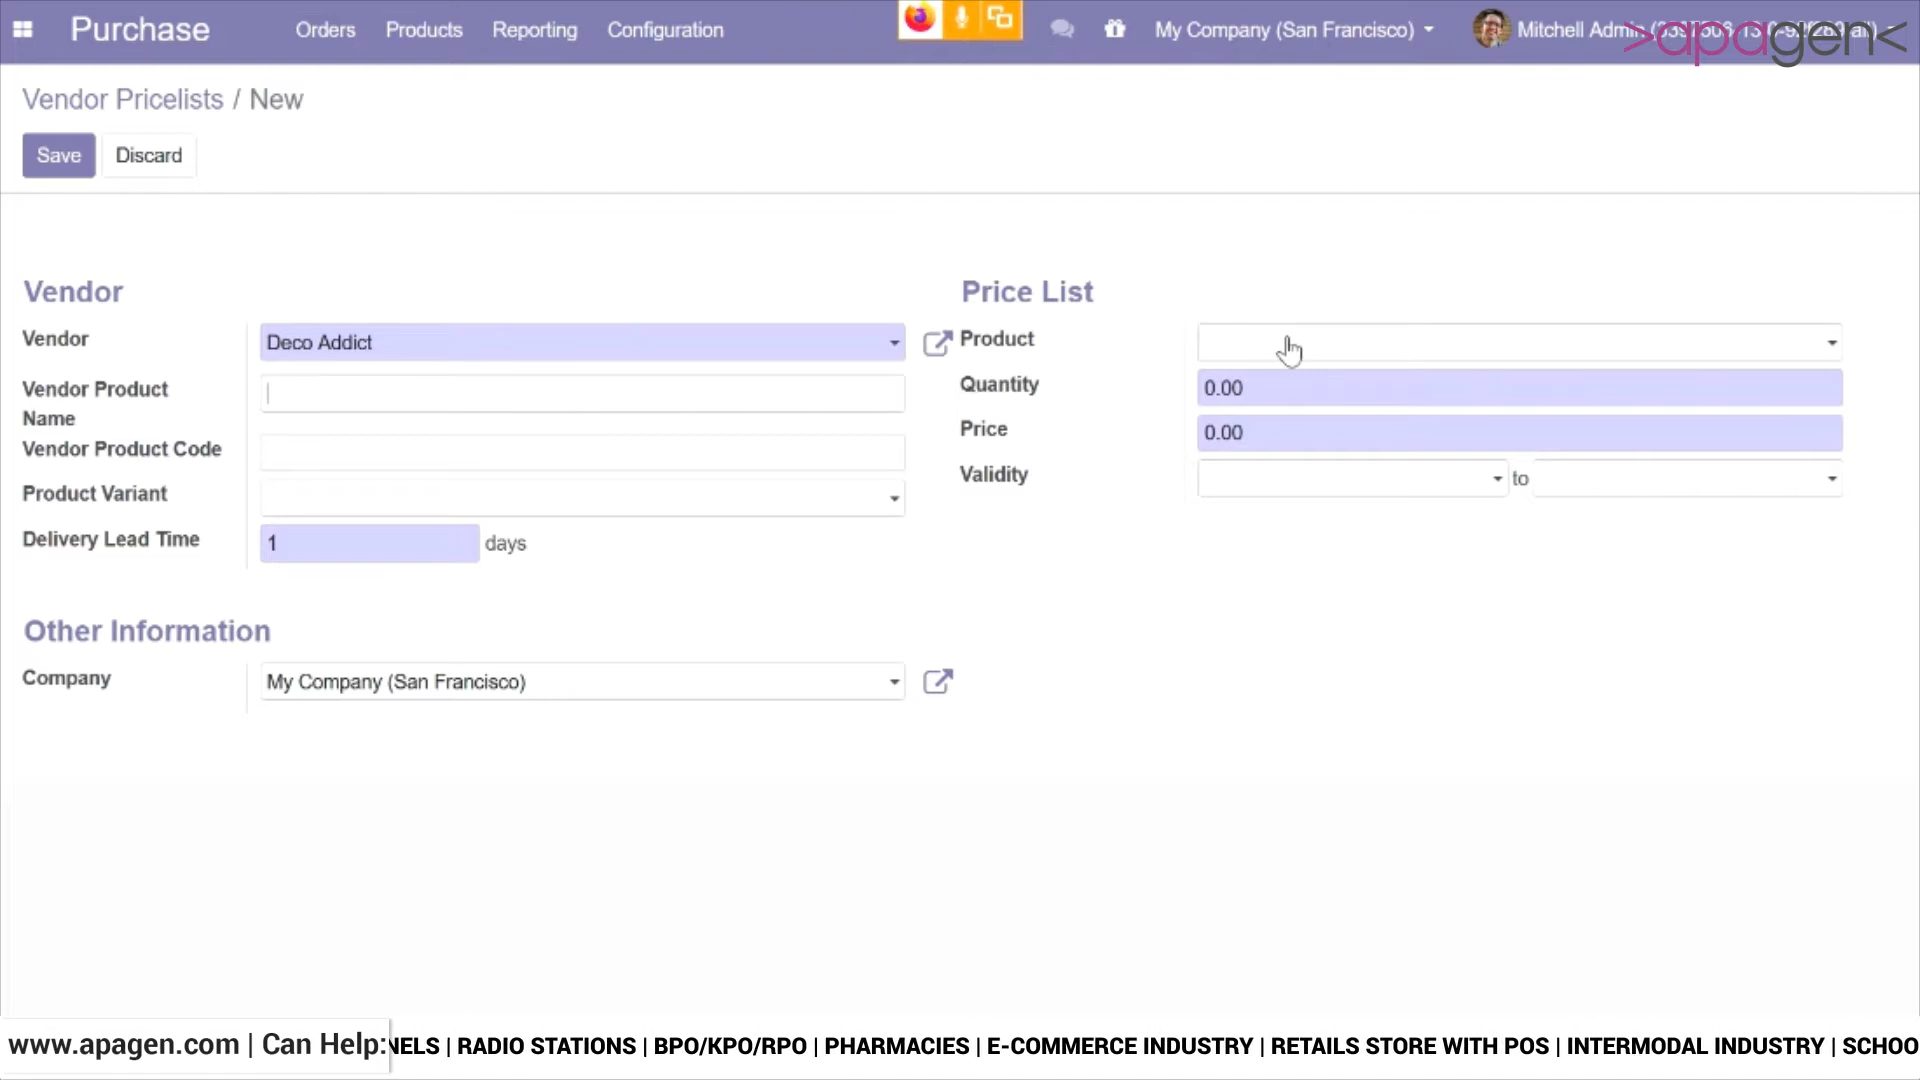 Purchase
Orders
Products
Reporting
Configuration
My Company (San Francisco)
Mitchell Admin
>apagen<
Vendor Pricelists / New
Save
Discard
Vendor
Vendor
Deco Addict
Vendor Product
Name
Vendor Product Code
Product Variant
Delivery Lead Time
1
days
Price List
Product
Quantity
0.00
Price
0.00
Validity
to
Other Information
Company
My Company (San Francisco)
www.apagen.com | Can Help:
NELS | RADIO STATIONS | BPO/KPO/RPO | PHARMACIES | E-COMMERCE INDUSTRY | RETAILS STORE WITH POS | INTERMODAL INDUSTRY | SCHOO